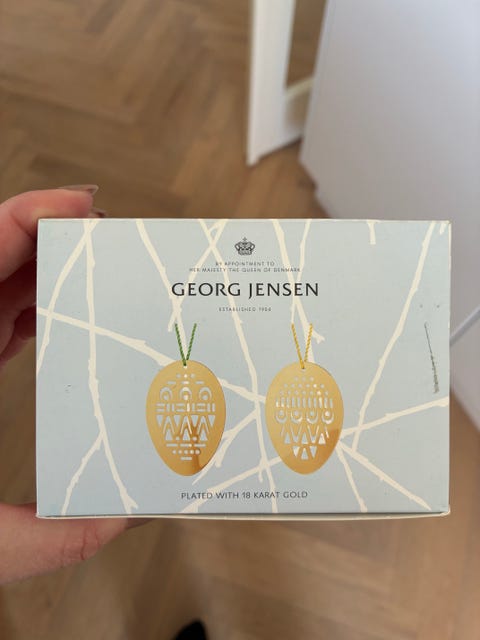 BY APPOINTMENT TO
HER MAJESTY THE QUEEN OF DENMARK
GEORG JENSEN
ESTABLISHED 1904
PLATED WITH 18 KARAT GOLD